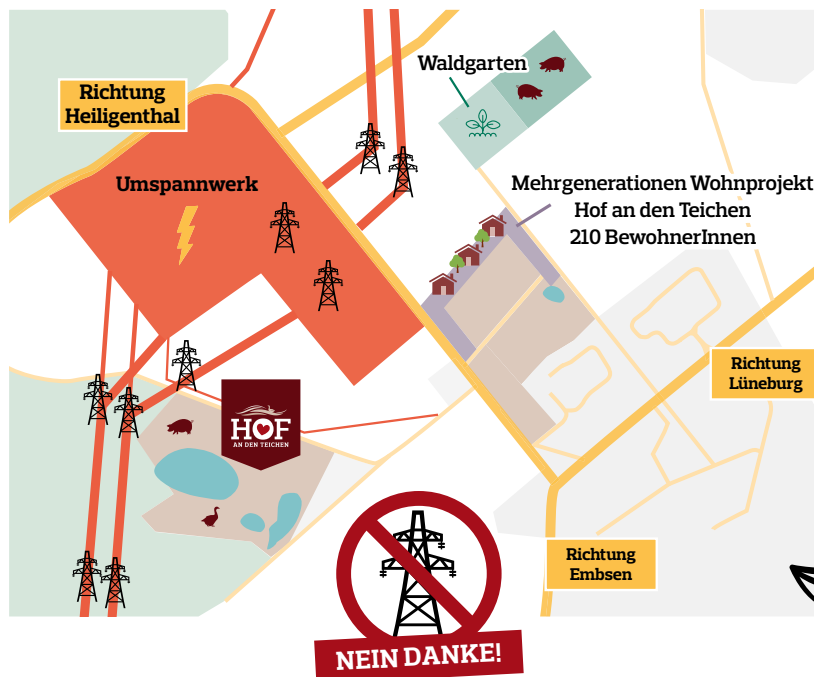 Waldgarten
Richtung
Heiligenthal
Umspannwerk
Mehrgenerationen Wohnprojekt
Hof an den Teichen
210 BewohnerInnen
Richtung
Lüneburg
HOF
AN DEN TEICHEN
Richtung
Embsen
NEIN DANKE!